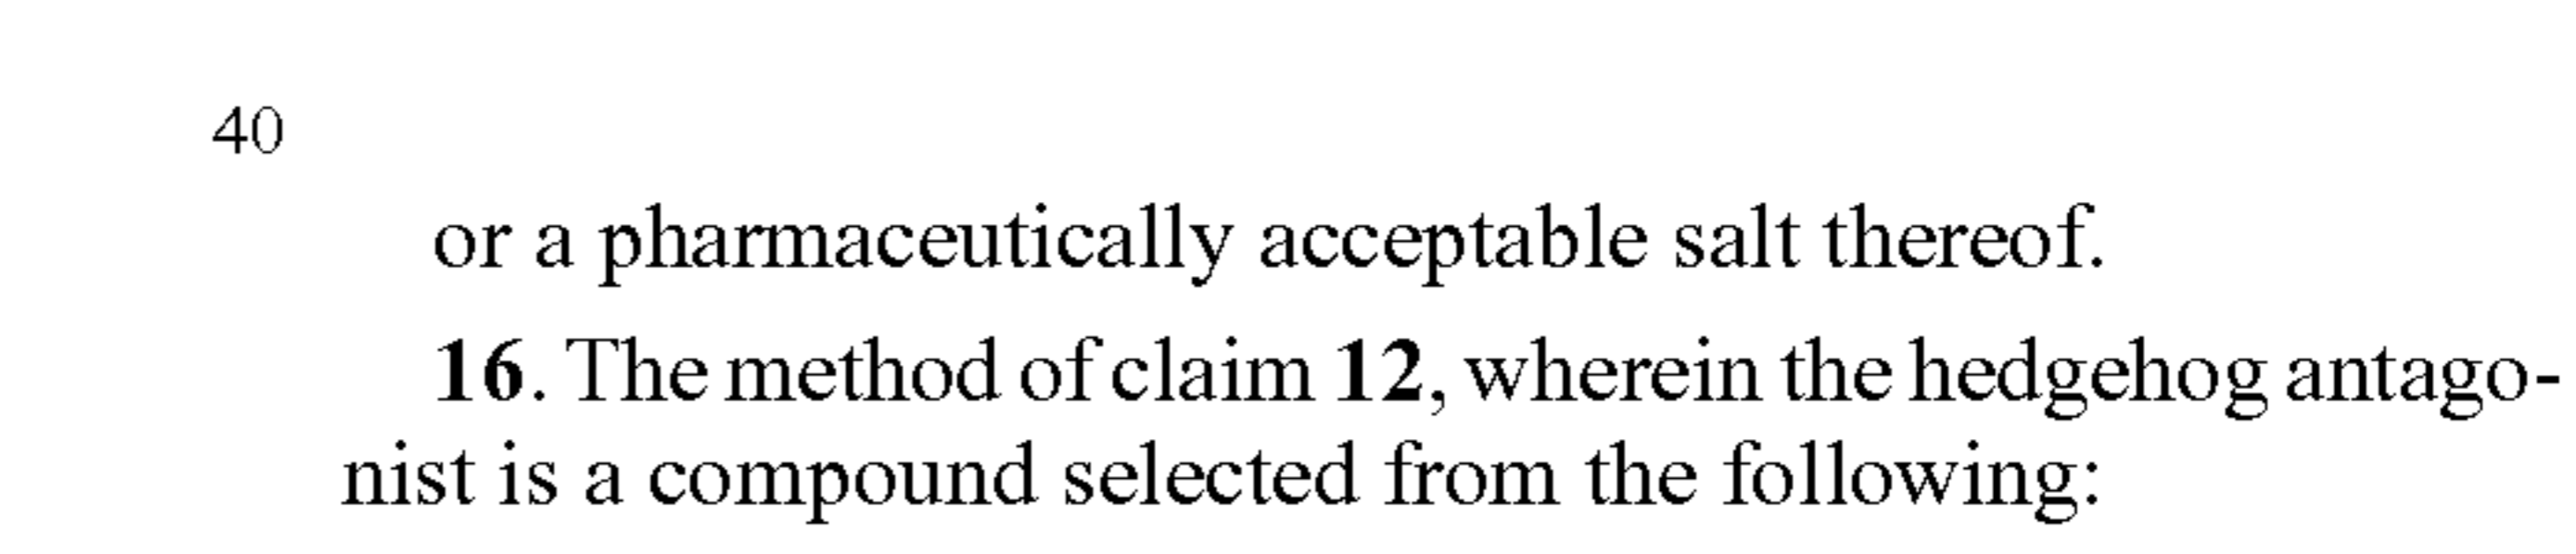 40
or a pharmaceutically acceptable salt thereof.
16. The method of claim 12, wherein the hedgehog antago-
nist is a compound selected from the following: